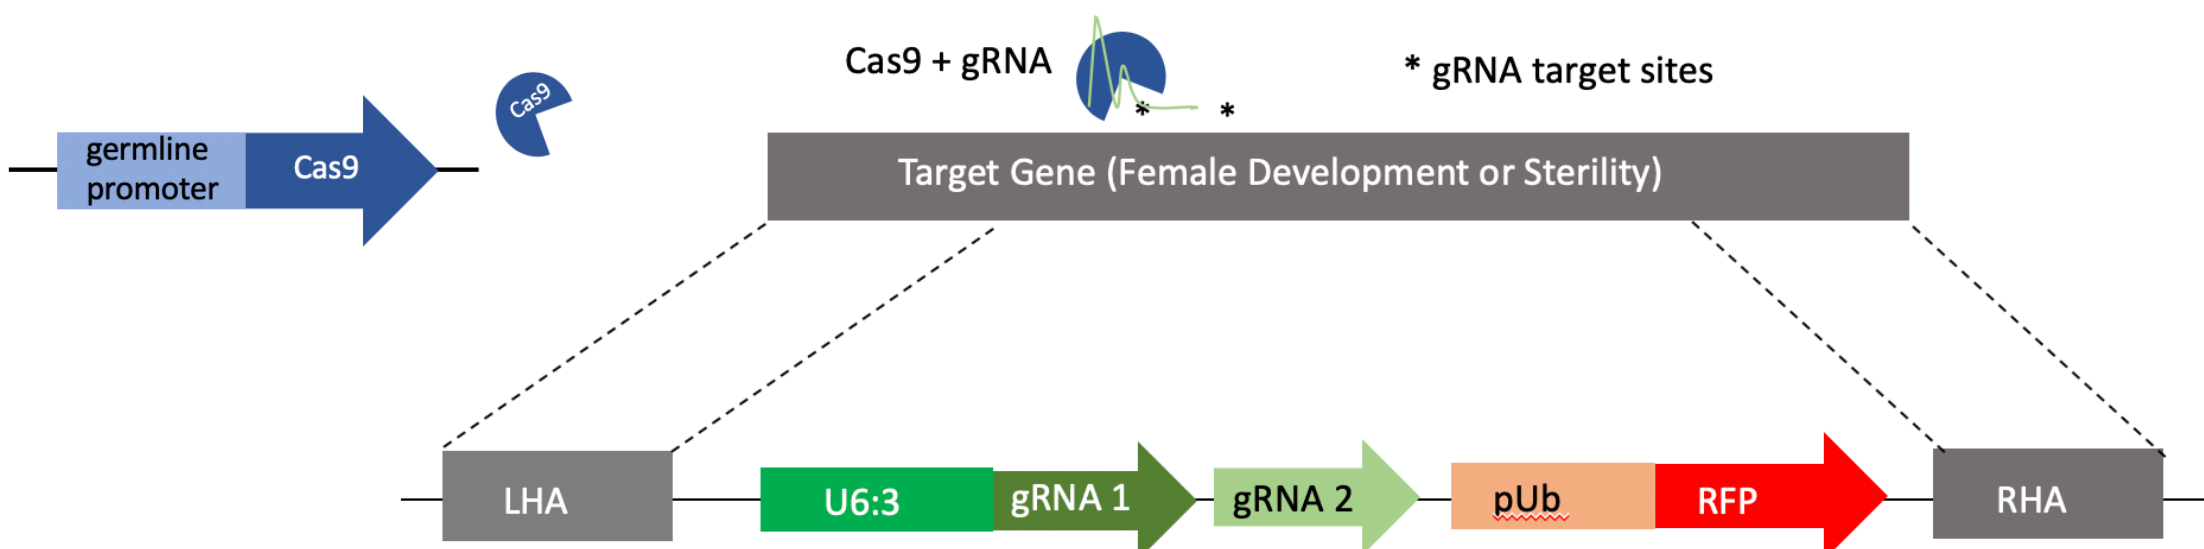 Cas9 + gRNA
* gRNA target sites
Cas9
* *
germline
promoter
Cas9
Target Gene (Female Development or Sterility)
LHA
U6:3
gRNA 1
gRNA 2
pUb
RFP
RHA